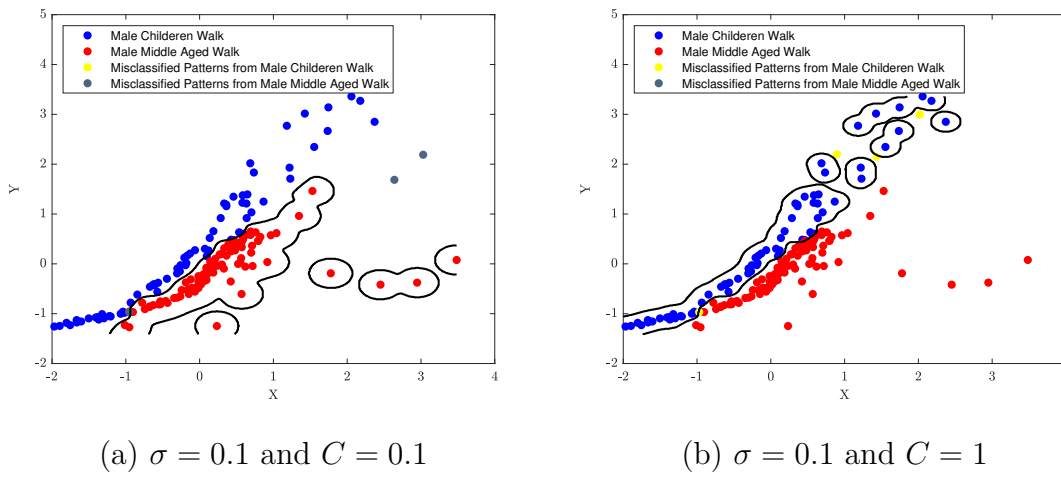 5
4
3
2
1
0
-1
-2
-2
-1
0
1
2
3
4
X
Y
Male Childeren Walk
Male Middle Aged Walk
Misclassified Patterns from Male Childeren Walk
Misclassified Patterns from Male Middle Aged Walk
(a) σ = 0.1 and C = 0.1
5
4
3
2
1
0
-1
-2
-2
-1
0
1
2
3
X
Y
Male Childeren Walk
Male Middle Aged Walk
Misclassified Patterns from Male Childeren Walk
Misclassified Patterns from Male Middle Aged Walk
(b) σ = 0.1 and C = 1